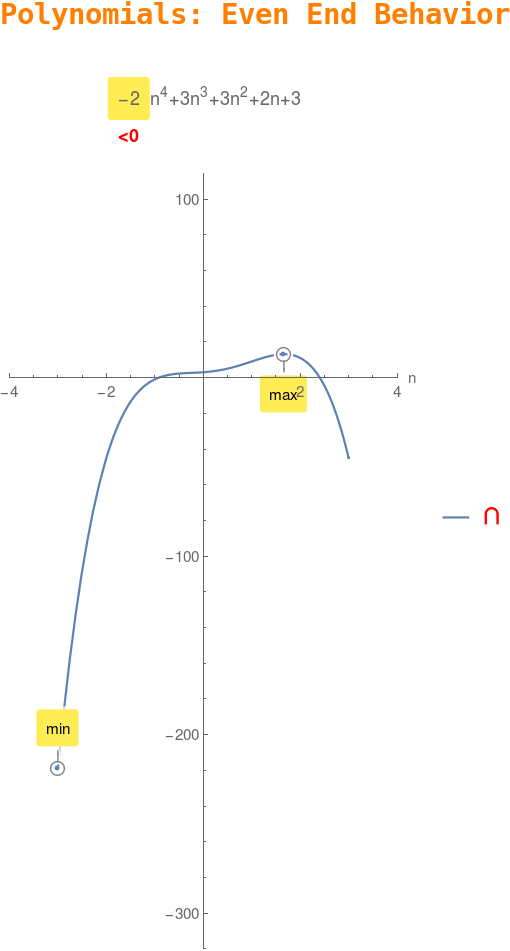 Polynomials: Even End Behavior
−2 n⁴+3n³+3n²+2n+3
<0
100
−4 −2 2 4 n
max
∩
−100
min
−200
−300